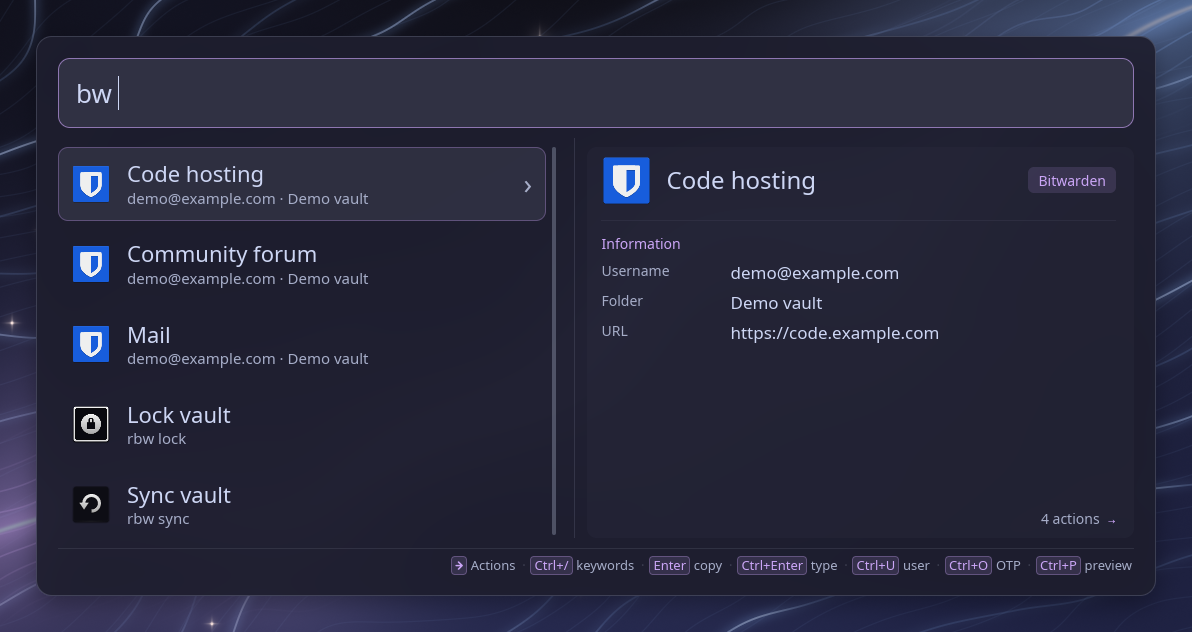 bw
Code hosting
demo@example.com · Demo vault
Community forum
demo@example.com · Demo vault
Mail
demo@example.com · Demo vault
Lock vault
rbw lock
Sync vault
rbw sync
Code hosting
Bitwarden
Information
Username demo@example.com
Folder Demo vault
URL https://code.example.com
4 actions →
→ Actions · Ctrl+/ keywords · Enter copy · Ctrl+Enter type · Ctrl+U user · Ctrl+O OTP · Ctrl+P preview